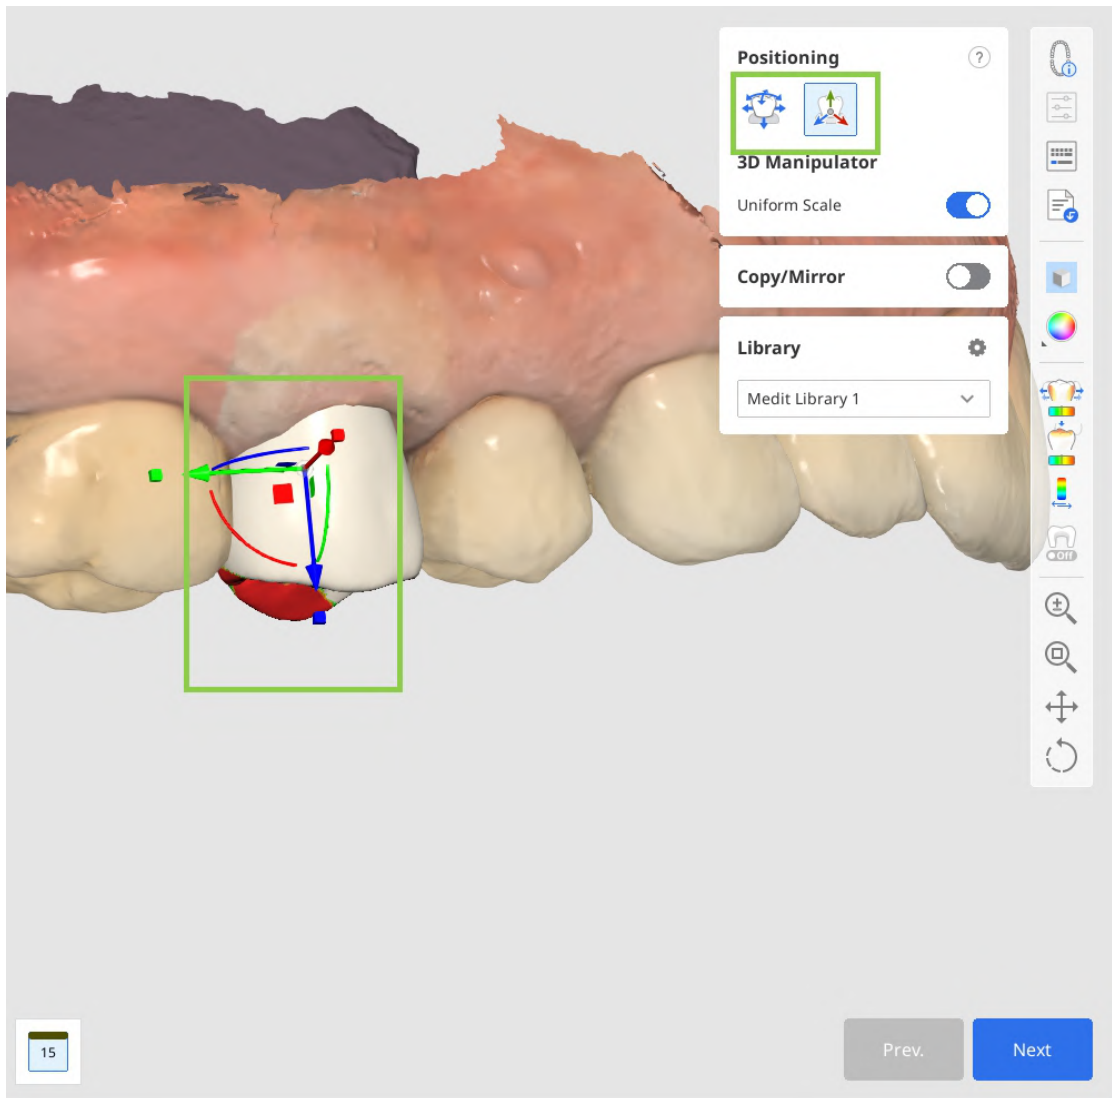 Positioning
?
3D Manipulator
Uniform Scale
Copy/Mirror
Library
Medit Library 1
Off
15
Prev.
Next